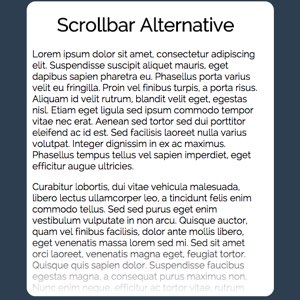 Scrollbar Alternative
Lorem ipsum dolor sit amet, consectetur adipiscing
elit. Suspendisse suscipit aliquet mauris, eget
dapibus sapien pharetra eu. Phasellus porta varius
velit eu fringilla. Proin vel finibus turpis, a porta risus.
Aliquam id velit rutrum, blandit velit eget, egestas
nisl. Etiam eget ligula sed ipsum commodo tempor
vitae nec erat. Aenean sed tortor sed dui porttitor
eleifend ac id est. Sed facilisis laoreet nulla varius
volutpat. Integer dignissim in ex ac maximus.
Phasellus tempus tellus vel sapien imperdiet, eget
efficitur augue ultricies.
Curabitur lobortis, dui vitae vehicula malesuada,
libero lectus ullamcorper leo, a tincidunt felis enim
commodo tellus. Sed sed purus eget enim
vestibulum vulputate in non arcu. Quisque auctor,
quam vel finibus facilisis, dolor ante mollis libero,
eget venenatis massa lorem sed mi. Sed sit amet
orci laoreet, venenatis magna eget, feugiat tortor.
Quisque quis sapien dolor. Suspendisse faucibus
egestas magna, a consequat purus maximus non.
Nunc enim neque, efficitur vitae interdum vitae,